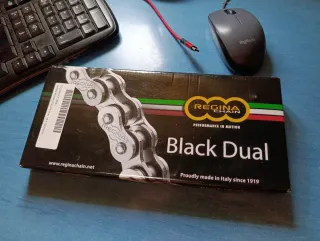 REGINA
CHAIN
PERFORMANCE IN MOTION
Black Dual
www.reginachain.net
Proudly made in Italy since 1919